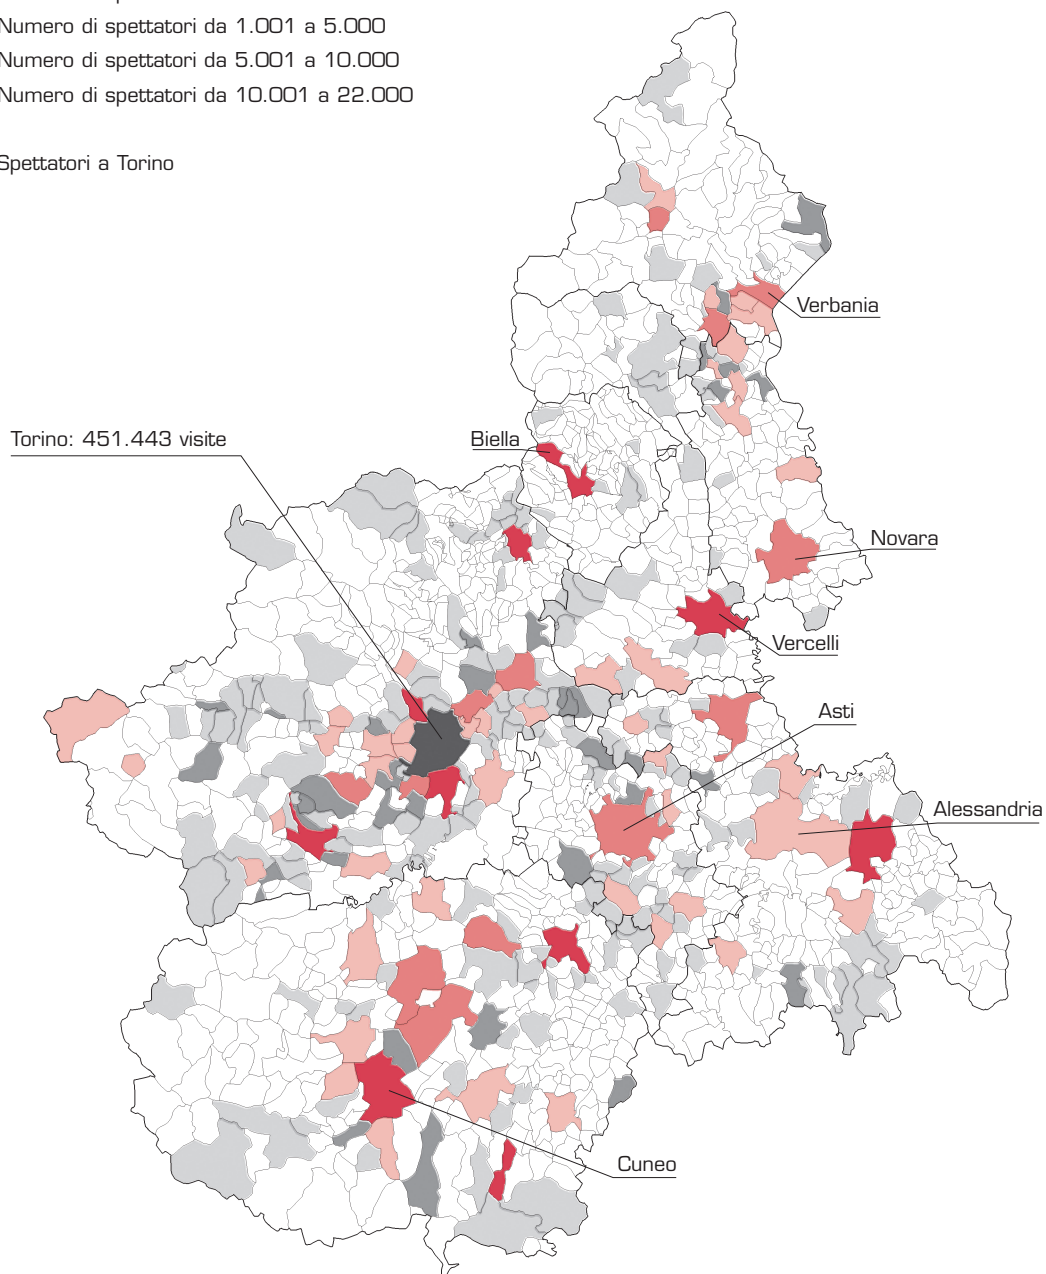 Numero di spettatori da 1.001 a 5.000
Numero di spettatori da 5.001 a 10.000
Numero di spettatori da 10.001 a 22.000
Spettatori a Torino
Verbania
Torino: 451.443 visite
Biella
Novara
Vercelli
Asti
Alessandria
Cuneo